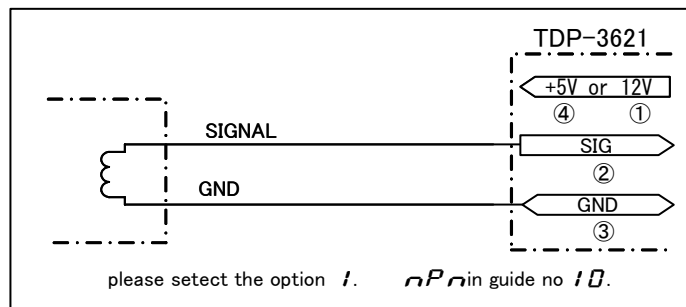 TDP-3621
+5V or 12V
④ ①
SIGNAL
SIG
②
GND
GND
③
please setect the option 1. nPn in guide no 10.